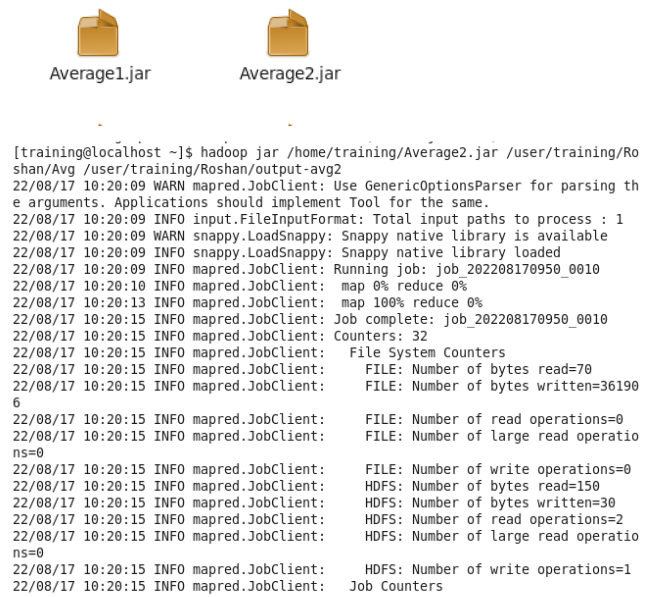 Average1.jar Average2.jar
[training@localhost ~]$ hadoop jar /home/training/Average2.jar /user/training/Ro
shan/Avg /user/training/Roshan/output-avg2
22/08/17 10:20:09 WARN mapred.JobClient: Use GenericOptionsParser for parsing th
e arguments. Applications should implement Tool for the same.
22/08/17 10:20:09 INFO input.FileInputFormat: Total input paths to process : 1
22/08/17 10:20:09 WARN snappy.LoadSnappy: Snappy native library is available
22/08/17 10:20:09 INFO snappy.LoadSnappy: Snappy native library loaded
22/08/17 10:20:09 INFO mapred.JobClient: Running job: job_202208170950_0010
22/08/17 10:20:10 INFO mapred.JobClient:  map 0% reduce 0%
22/08/17 10:20:13 INFO mapred.JobClient:  map 100% reduce 0%
22/08/17 10:20:15 INFO mapred.JobClient: Job complete: job_202208170950_0010
22/08/17 10:20:15 INFO mapred.JobClient: Counters: 32
22/08/17 10:20:15 INFO mapred.JobClient:   File System Counters
22/08/17 10:20:15 INFO mapred.JobClient:     FILE: Number of bytes read=70
22/08/17 10:20:15 INFO mapred.JobClient:     FILE: Number of bytes written=36190
6
22/08/17 10:20:15 INFO mapred.JobClient:     FILE: Number of read operations=0
22/08/17 10:20:15 INFO mapred.JobClient:     FILE: Number of large read operatio
ns=0
22/08/17 10:20:15 INFO mapred.JobClient:     FILE: Number of write operations=0
22/08/17 10:20:15 INFO mapred.JobClient:     HDFS: Number of bytes read=150
22/08/17 10:20:15 INFO mapred.JobClient:     HDFS: Number of bytes written=30
22/08/17 10:20:15 INFO mapred.JobClient:     HDFS: Number of read operations=2
22/08/17 10:20:15 INFO mapred.JobClient:     HDFS: Number of large read operatio
ns=0
22/08/17 10:20:15 INFO mapred.JobClient:     HDFS: Number of write operations=1
22/08/17 10:20:15 INFO mapred.JobClient:   Job Counters